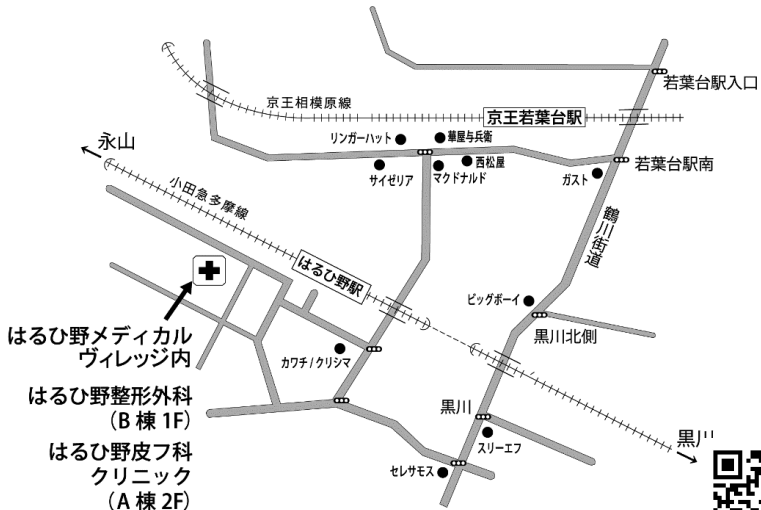 若葉台駅入口
京王相模原線
京王若葉台駅
永山
リンガーハット
華屋与兵衛
西松屋
サイゼリア
マクドナルド
若葉台駅南
ガスト
小田急多摩線
鶴川街道
はるひ野駅
ビッグボーイ
黒川北側
はるひ野メディカル
ヴィレッジ内
カワチ/クリシマ
はるひ野整形外科
(B 棟 1F)
黒川
黒川
スリーエフ
はるひ野皮フ科
クリニック
(A 棟 2F)
セレサモス